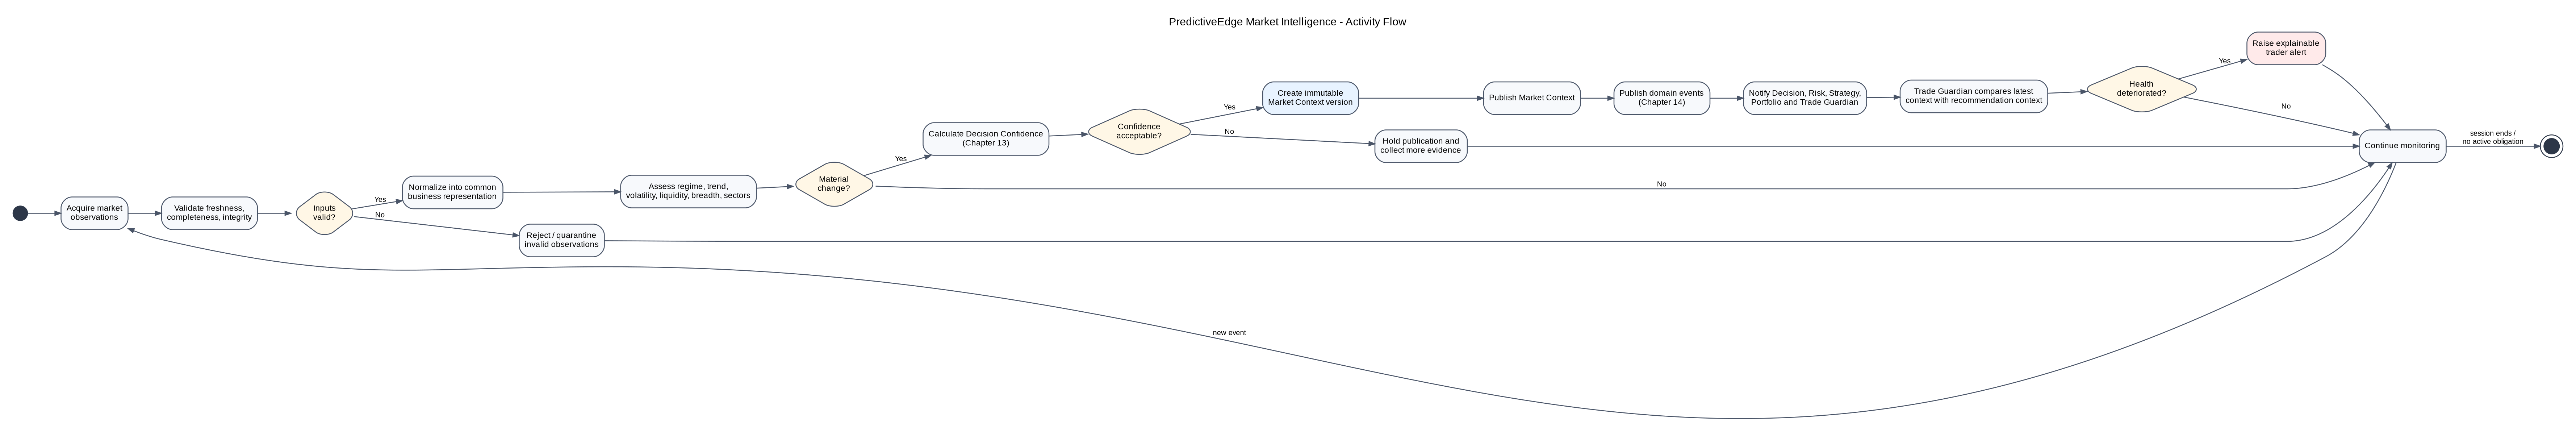 PredictiveEdge Market Intelligence - Activity Flow
Acquire market
observations
Validate freshness,
completeness, integrity
Inputs
valid?
Yes
No
Normalize into common
business representation
Reject / quarantine
invalid observations
Assess regime, trend,
volatility, liquidity, breadth, sectors
Material
change?
Yes
No
Calculate Decision Confidence
(Chapter 13)
Confidence
acceptable?
Yes
No
Create immutable
Market Context version
Hold publication and
collect more evidence
Publish Market Context
Publish domain events
(Chapter 14)
Notify Decision, Risk, Strategy,
Portfolio and Trade Guardian
Trade Guardian compares latest
context with recommendation context
Health
deteriorated?
Yes
No
Raise explainable
trader alert
Continue monitoring
session ends /
no active obligation
new event